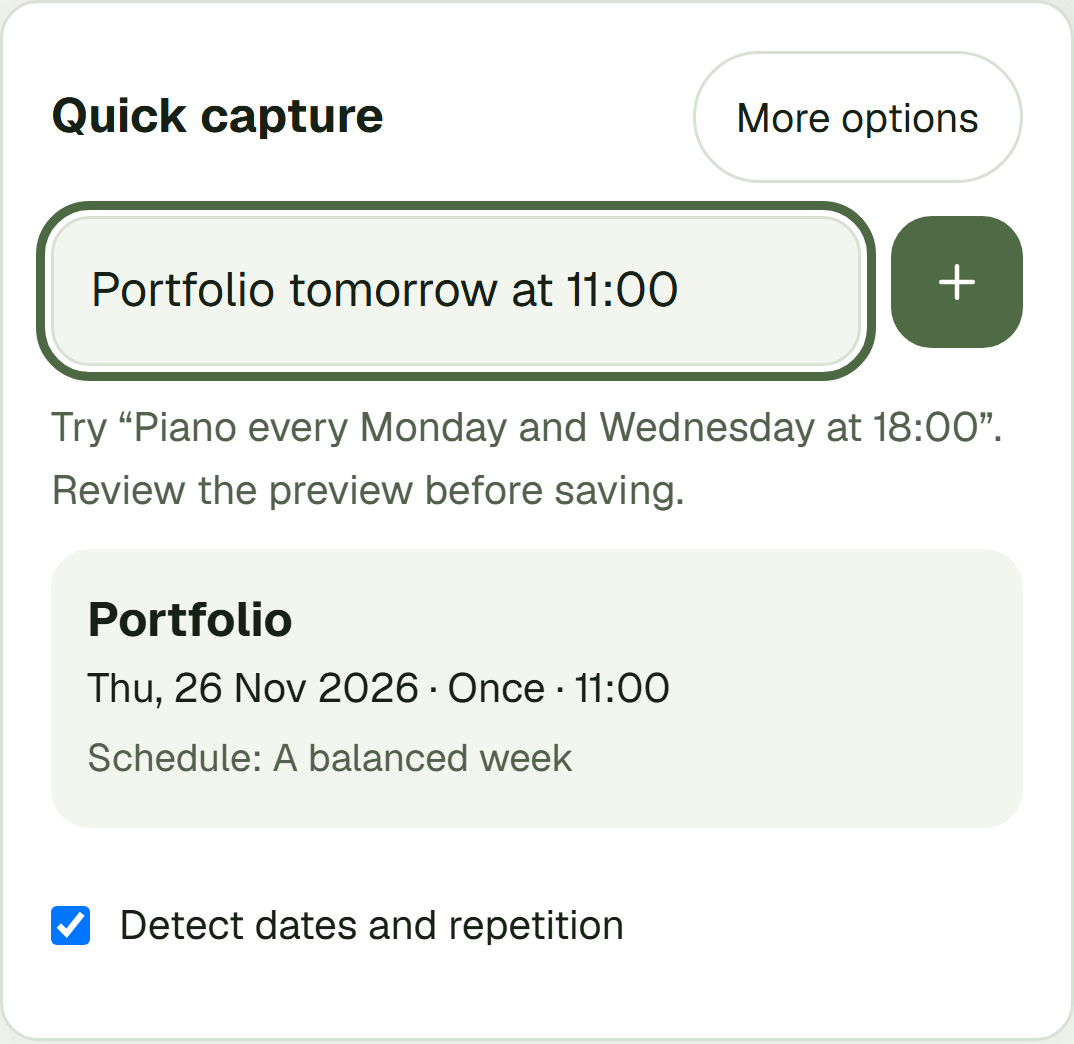 Quick capture
More options
Portfolio tomorrow at 11:00
Try “Piano every Monday and Wednesday at 18:00”.
Review the preview before saving.
Portfolio
Thu, 26 Nov 2026 · Once · 11:00
Schedule: A balanced week
Detect dates and repetition